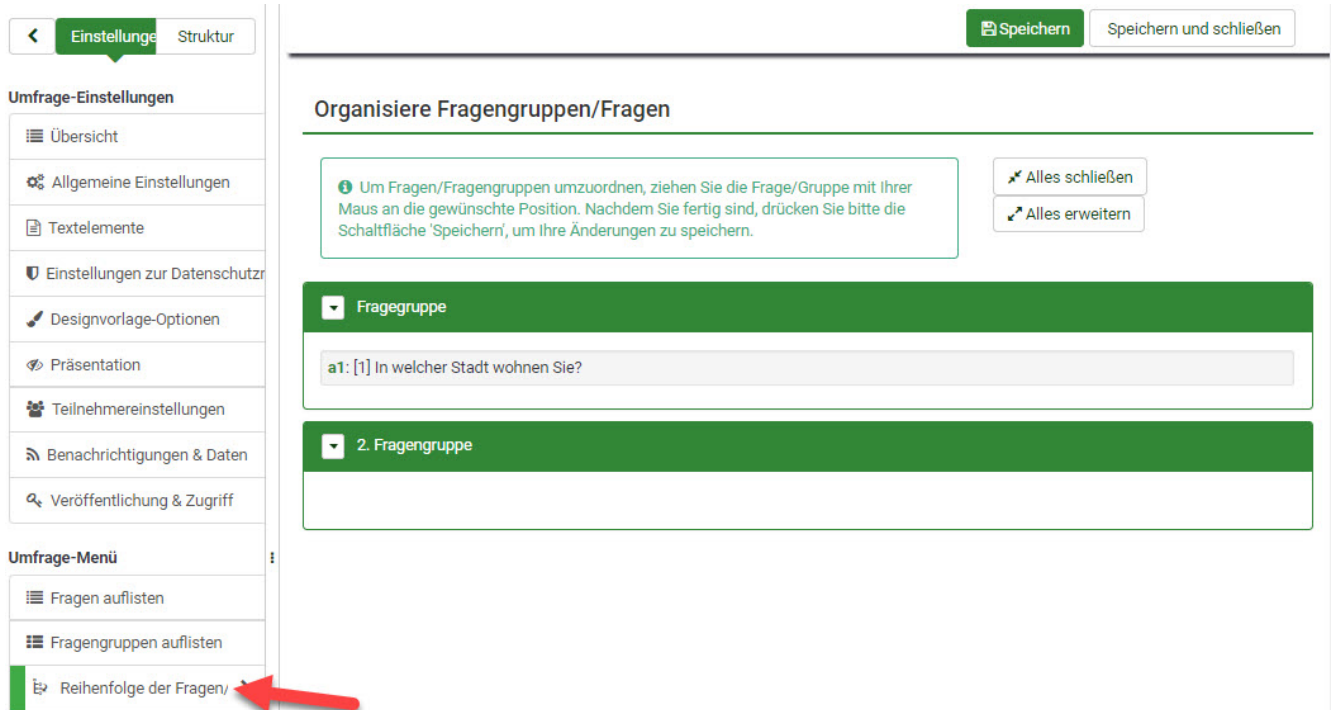 Einstellunge Struktur
Speichern Speichern und schließen
Umfrage-Einstellungen
Übersicht
Allgemeine Einstellungen
Textelemente
Einstellungen zur Datenschutzr
Designvorlage-Optionen
Präsentation
Teilnehmereinstellungen
Benachrichtigungen & Daten
Veröffentlichung & Zugriff
Umfrage-Menü
Fragen auflisten
Fragengruppen auflisten
Reihenfolge der Fragen/
Organisiere Fragengruppen/Fragen
Um Fragen/Fragengruppen umzuordnen, ziehen Sie die Frage/Gruppe mit Ihrer
Maus an die gewünschte Position. Nachdem Sie fertig sind, drücken Sie bitte die
Schaltfläche 'Speichern', um Ihre Änderungen zu speichern.
Alles schließen
Alles erweitern
Fragegruppe
a1: [1] In welcher Stadt wohnen Sie?
2. Fragengruppe